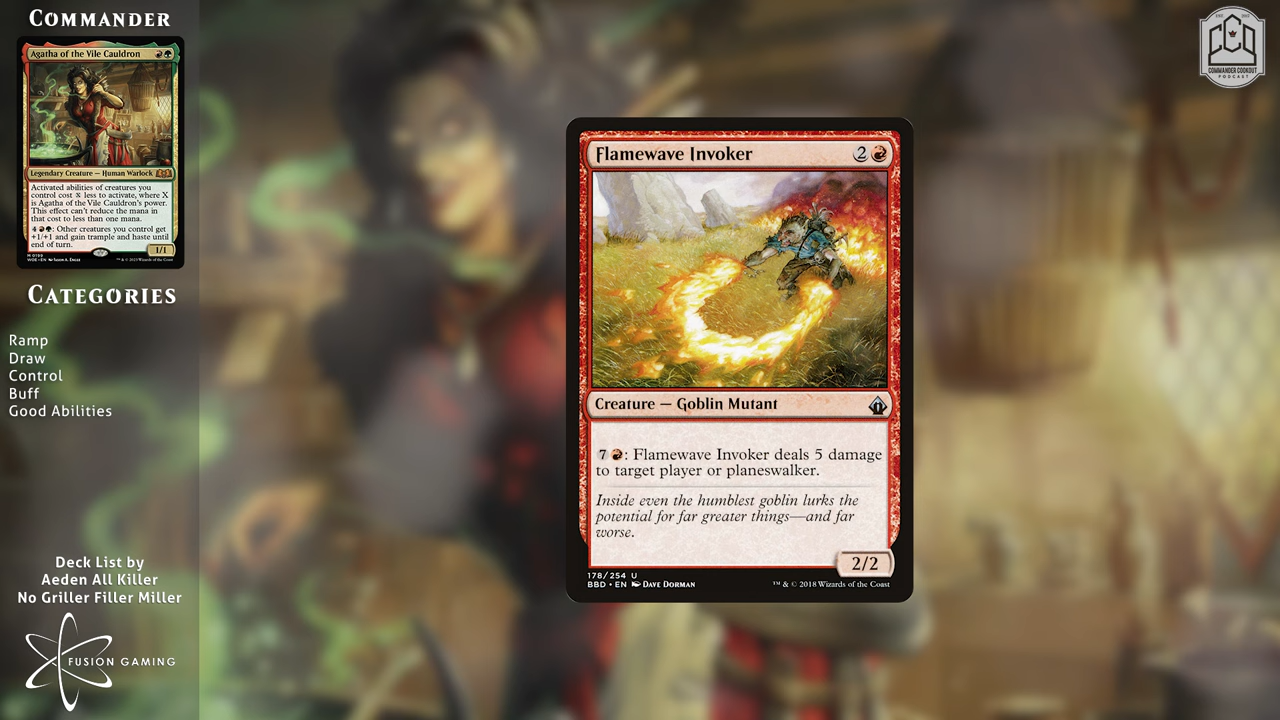 COMMANDER
Agatha of the Vile Cauldron
Legendary Creature — Human Warlock
Activated abilities of creatures you
control cost X less to activate, where X
is Agatha of the Vile Cauldron's power.
This effect can't reduce the mana in
that cost to less than one mana.
4: Other creatures you control get
+1/+1 and gain trample and haste until
end of turn.
1/1
CATEGORIES
Ramp
Draw
Control
Buff
Good Abilities
Deck List by
Aeden All Killer
No Griller Filler Miller
FUSION GAMING
Flamewave Invoker 2
Creature — Goblin Mutant
7: Flamewave Invoker deals 5 damage
to target player or planeswalker.
Inside even the humblest goblin lurks the
potential for far greater things—and far
worse.
2/2
178/254 U
BBD • EN DAVE DORMAN
™ & © 2018 Wizards of the Coast
CCO
COMMANDER COOKOUT
PODCAST